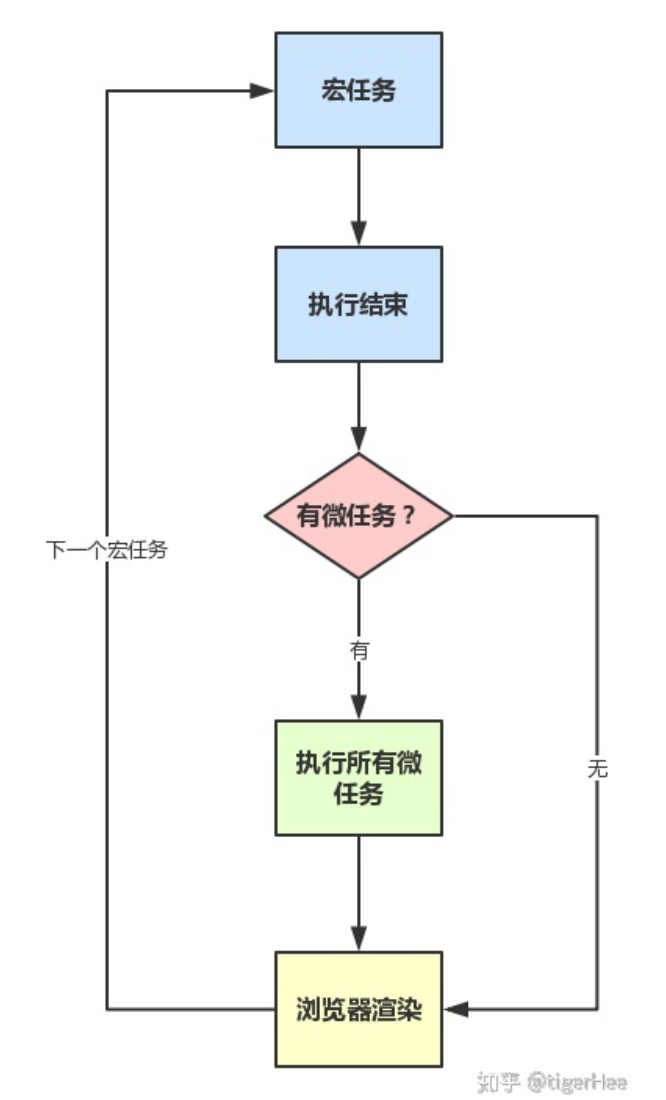 宏任务
执行结束
有微任务？
下一个宏任务
有
执行所有微
任务
无
浏览器渲染
知乎 @tigerHee